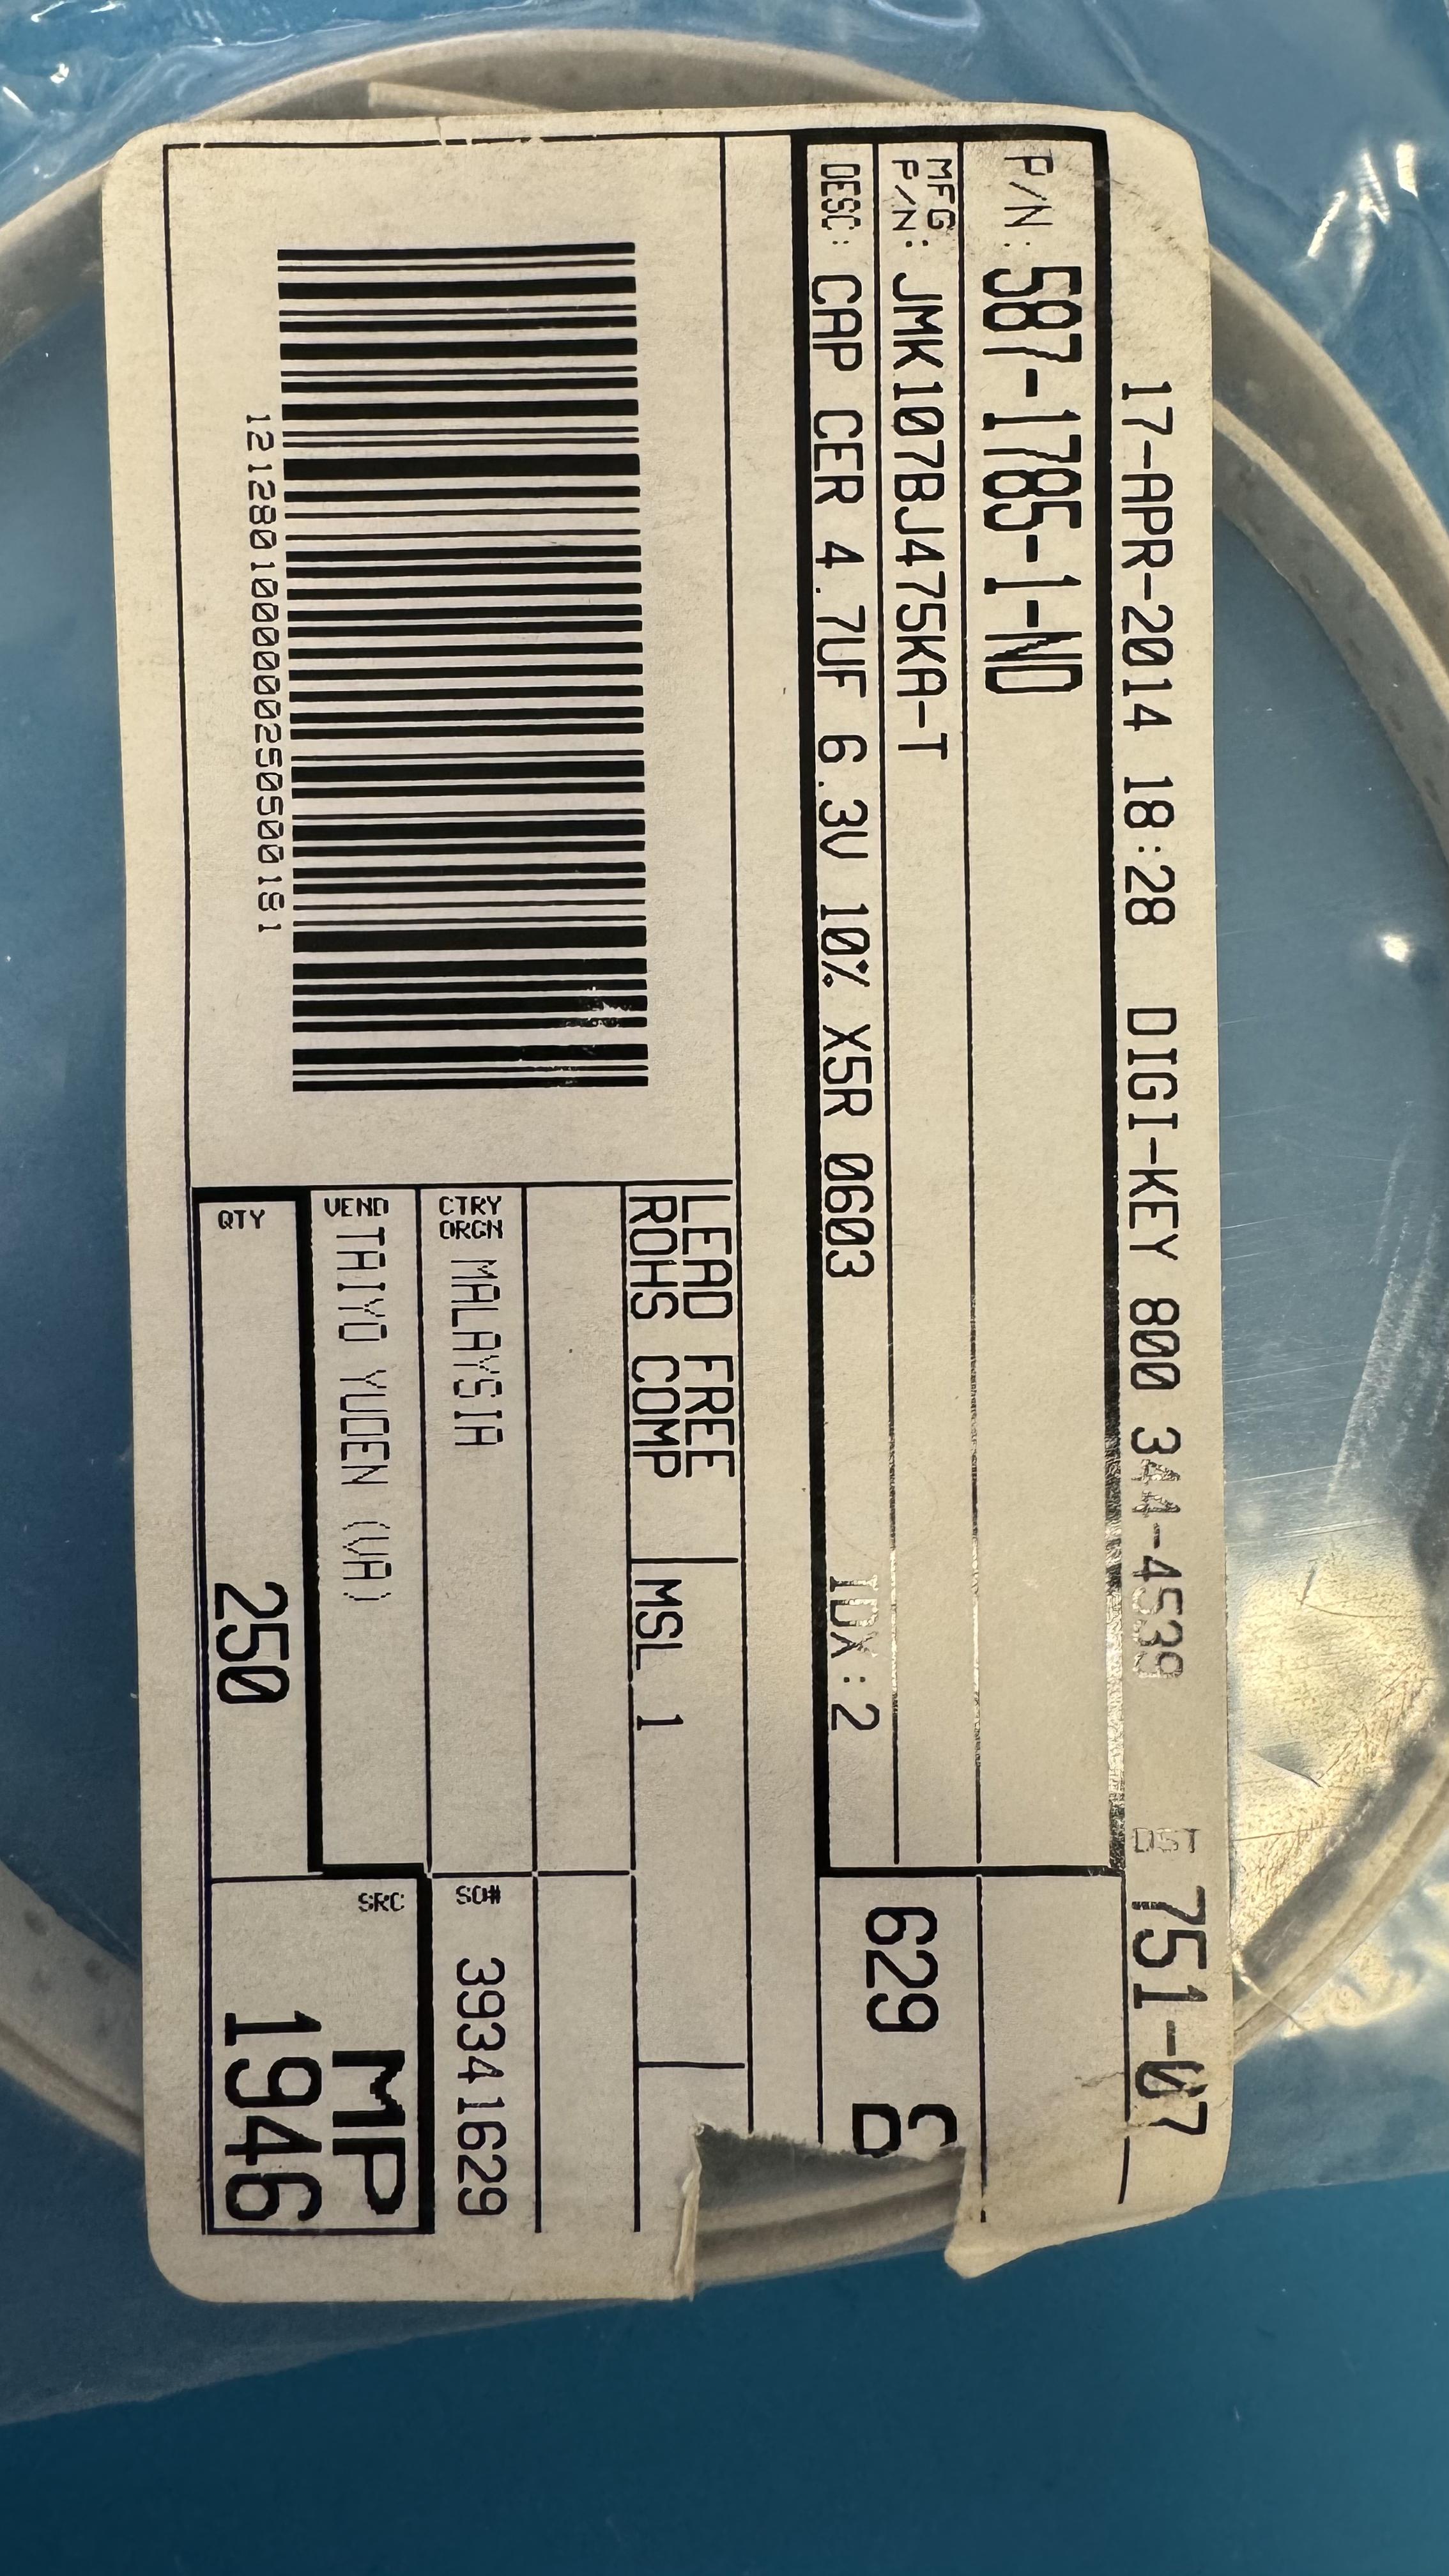 17-APR-2014 18:28 DIGI-KEY 800 344-4539 DST 751-07
P/N: 587-1785-1-ND
MFG P/N: JMK107BJ475KA-T
DESC: CAP CER 4.7UF 6.3V 10% X5R 0603 IDX:2
629
LEAD FREE
ROHS COMP
MSL 1
CTRY ORGN MALAYSIA
SO# 39341629
VEND TAIYO YUDEN (VA)
QTY 250
SRC MP
1946